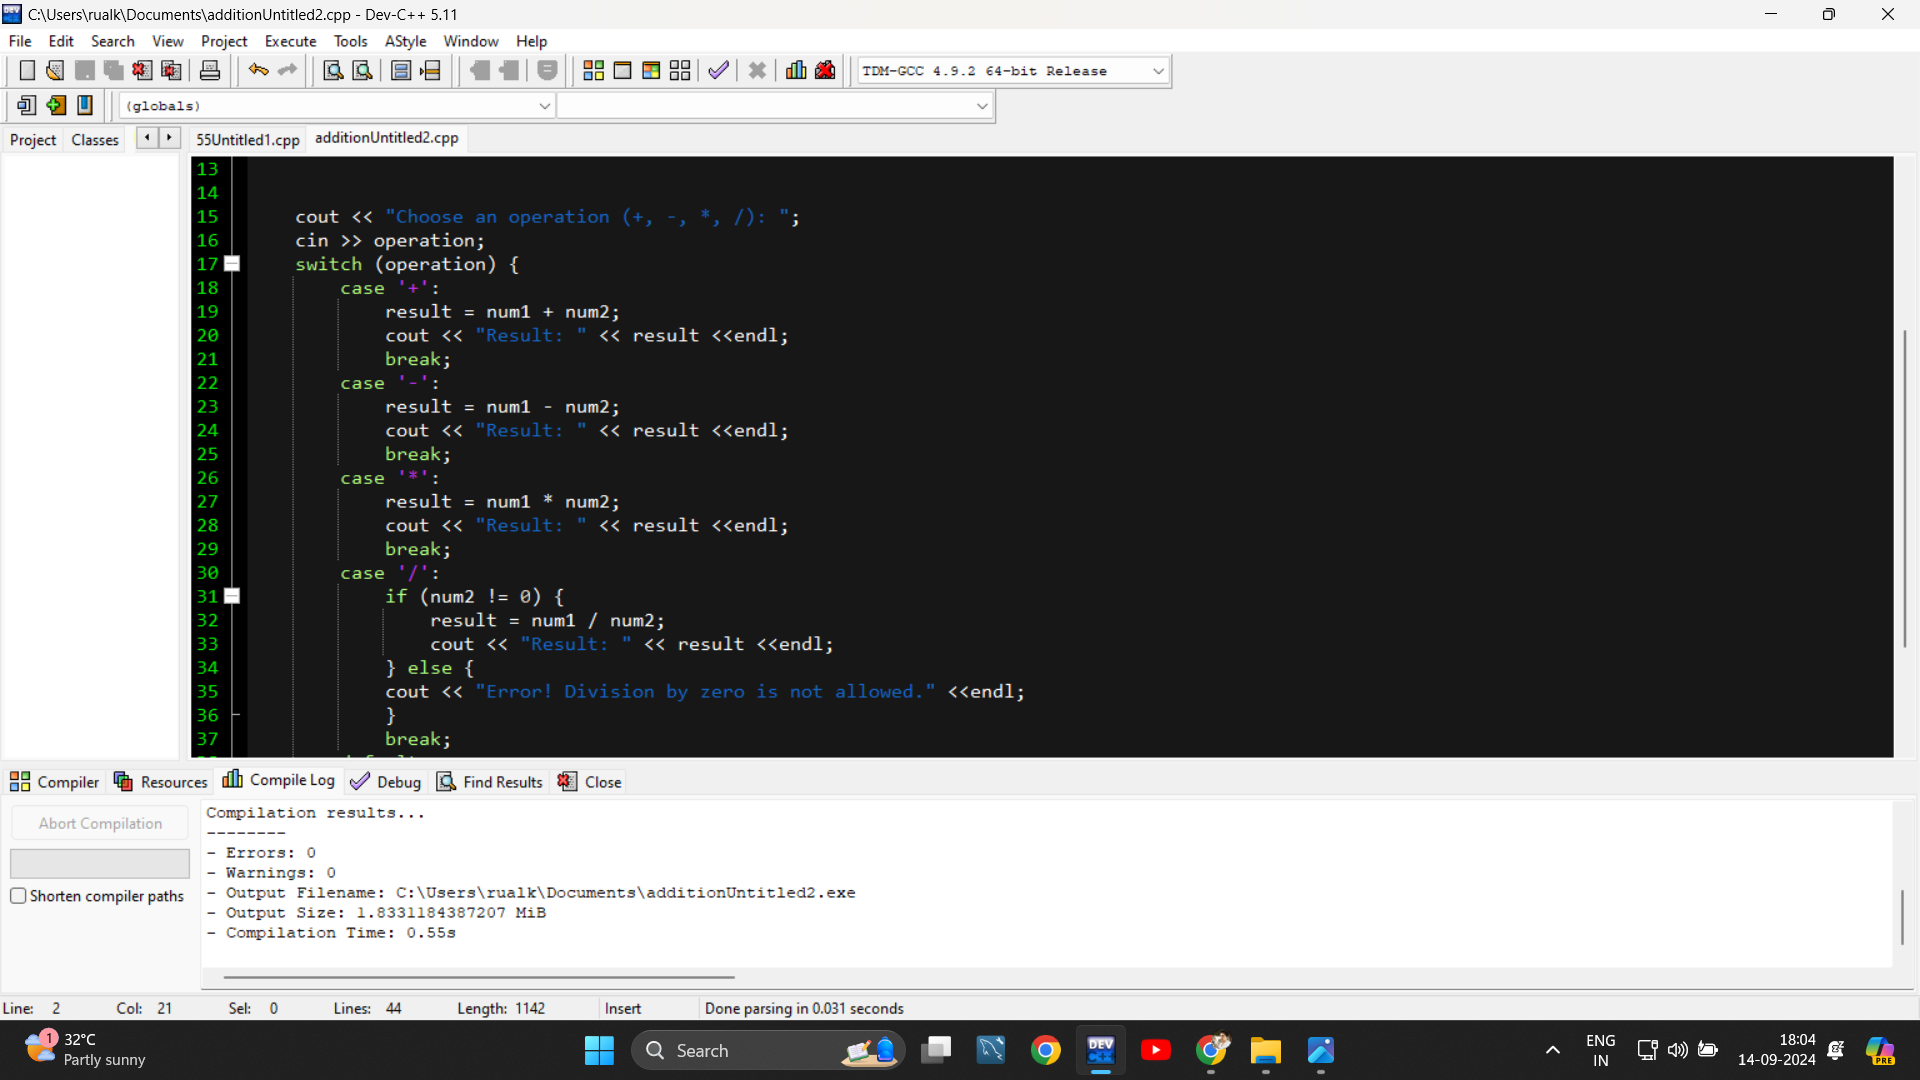 C:\Users\rualk\Documents\additionUntitled2.cpp - Dev-C++ 5.11
File Edit Search View Project Execute Tools AStyle Window Help
TDM-GCC 4.9.2 64-bit Release
(globals)
Project Classes 55Untitled1.cpp additionUntitled2.cpp
13
14
15 cout << "Choose an operation (+, -, *, /): ";
16 cin >> operation;
17 switch (operation) {
18 case '+':
19 result = num1 + num2;
20 cout << "Result: " << result <<endl;
21 break;
22 case '-':
23 result = num1 - num2;
24 cout << "Result: " << result <<endl;
25 break;
26 case '*':
27 result = num1 * num2;
28 cout << "Result: " << result <<endl;
29 break;
30 case '/':
31 if (num2 != 0) {
32 result = num1 / num2;
33 cout << "Result: " << result <<endl;
34 } else {
35 cout << "Error! Division by zero is not allowed." <<endl;
36 }
37 break;
Compiler Resources Compile Log Debug Find Results Close
Abort Compilation
Shorten compiler paths
Compilation results...
--------
- Errors: 0
- Warnings: 0
- Output Filename: C:\Users\rualk\Documents\additionUntitled2.exe
- Output Size: 1.8331184387207 MiB
- Compilation Time: 0.55s
Line: 2 Col: 21 Sel: 0 Lines: 44 Length: 1142 Insert Done parsing in 0.031 seconds
1
32°C
Partly sunny
Search
DEV
ENG
IN
18:04
14-09-2024
PRE